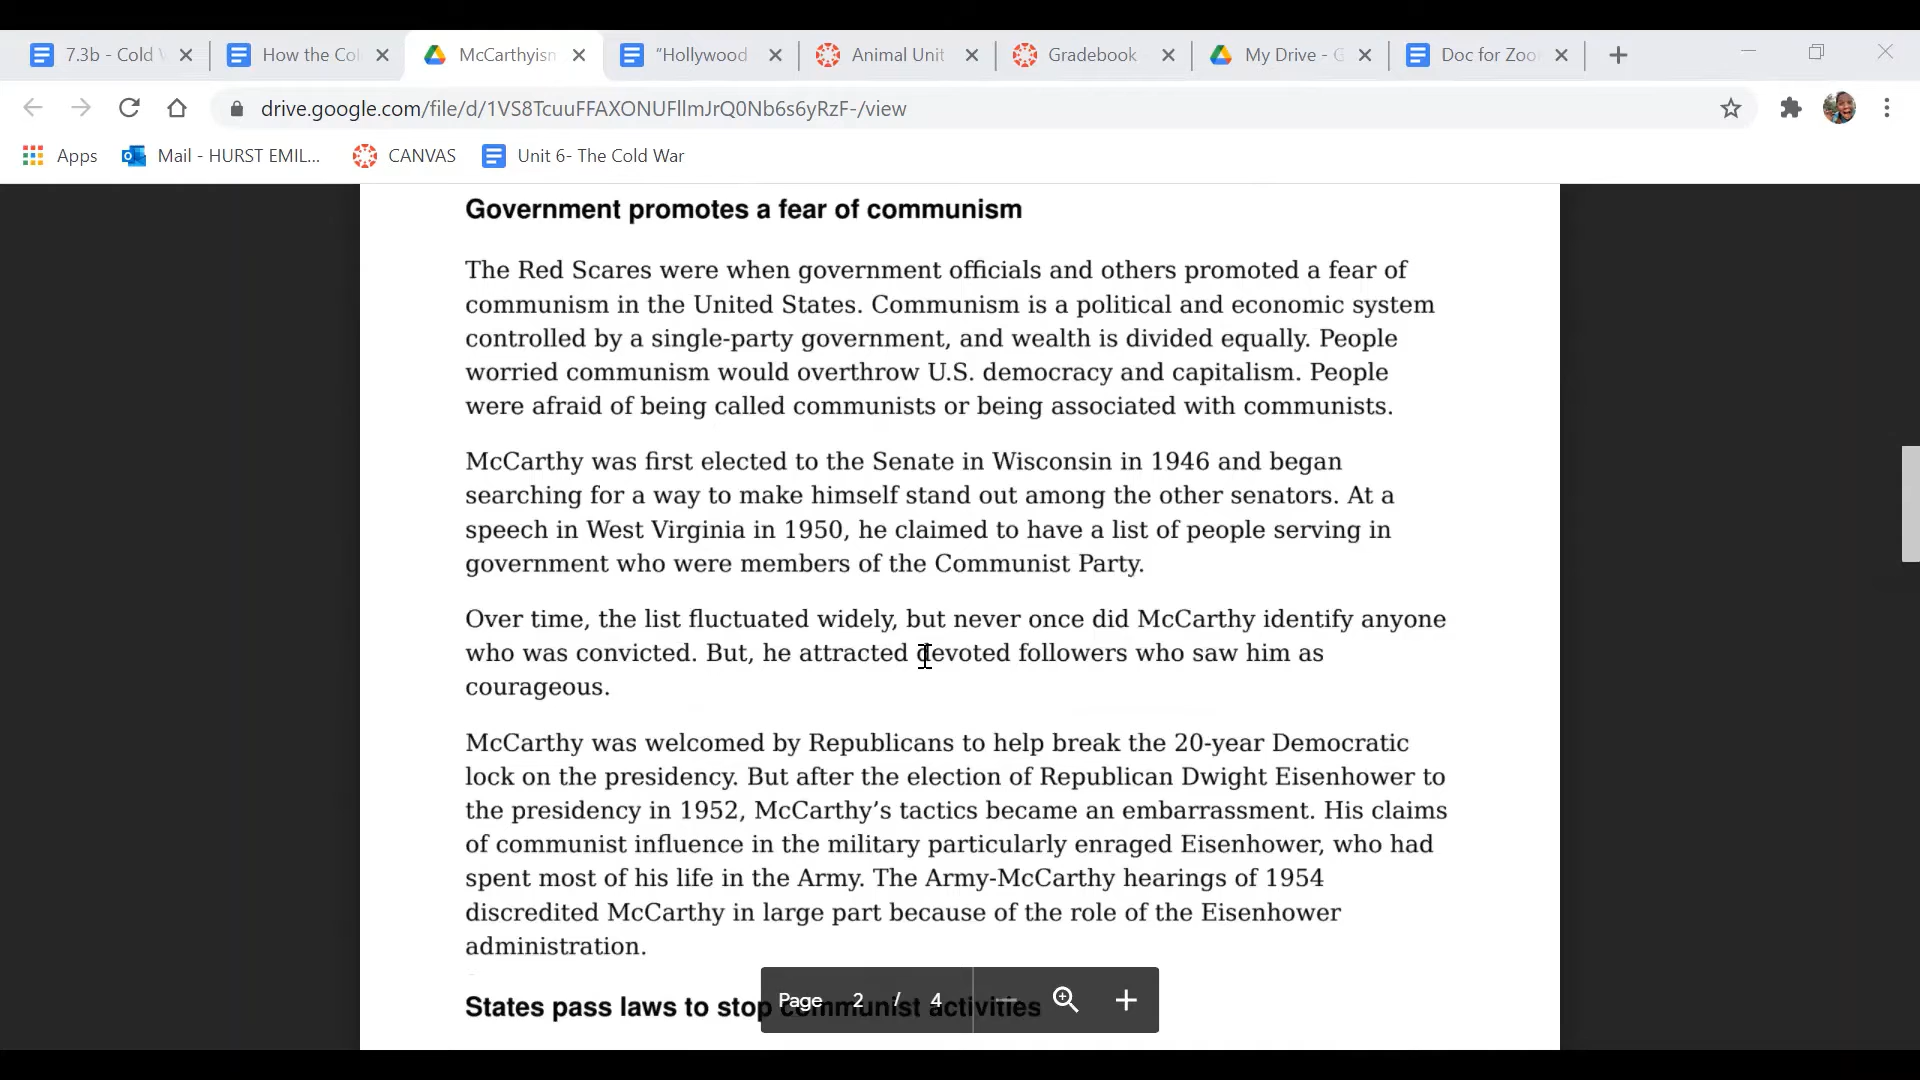 7.3b - Cold
How the Col
McCarthyism
"Hollywood
Animal Unit
Gradebook
My Drive - G
Doc for Zoo
drive.google.com/file/d/1VS8TcuuFFAXONUFllmJrQ0Nb6s6yRzF-/view
Apps
Mail - HURST EMIL...
CANVAS
Unit 6- The Cold War
Government promotes a fear of communism
The Red Scares were when government officials and others promoted a fear of
communism in the United States. Communism is a political and economic system
controlled by a single-party government, and wealth is divided equally. People
worried communism would overthrow U.S. democracy and capitalism. People
were afraid of being called communists or being associated with communists.
McCarthy was first elected to the Senate in Wisconsin in 1946 and began
searching for a way to make himself stand out among the other senators. At a
speech in West Virginia in 1950, he claimed to have a list of people serving in
government who were members of the Communist Party.
Over time, the list fluctuated widely, but never once did McCarthy identify anyone
who was convicted. But, he attracted devoted followers who saw him as
courageous.
McCarthy was welcomed by Republicans to help break the 20-year Democratic
lock on the presidency. But after the election of Republican Dwight Eisenhower to
the presidency in 1952, McCarthy’s tactics became an embarrassment. His claims
of communist influence in the military particularly enraged Eisenhower, who had
spent most of his life in the Army. The Army-McCarthy hearings of 1954
discredited McCarthy in large part because of the role of the Eisenhower
administration.
States pass laws to stop communist activities
Page 2 / 4